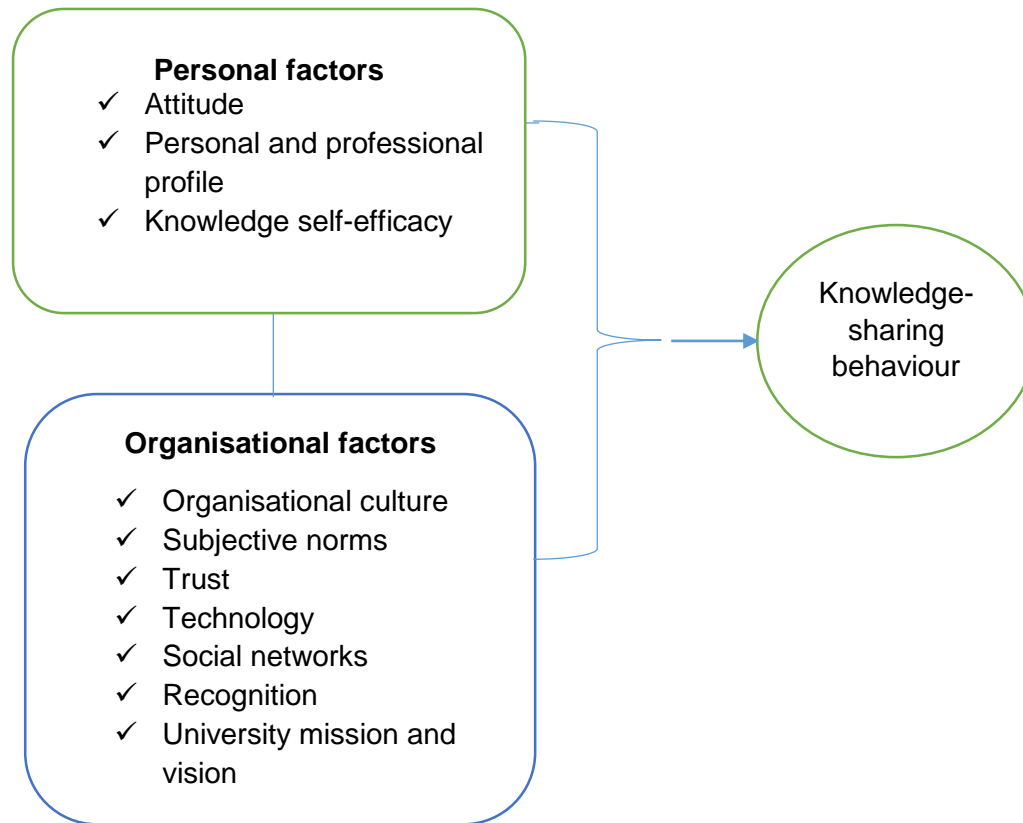 Personal factors
✓ Attitude
✓ Personal and professional
profile
✓ Knowledge self-efficacy
Organisational factors
✓ Organisational culture
✓ Subjective norms
✓ Trust
✓ Technology
✓ Social networks
✓ Recognition
✓ University mission and
vision
Knowledge-
sharing
behaviour